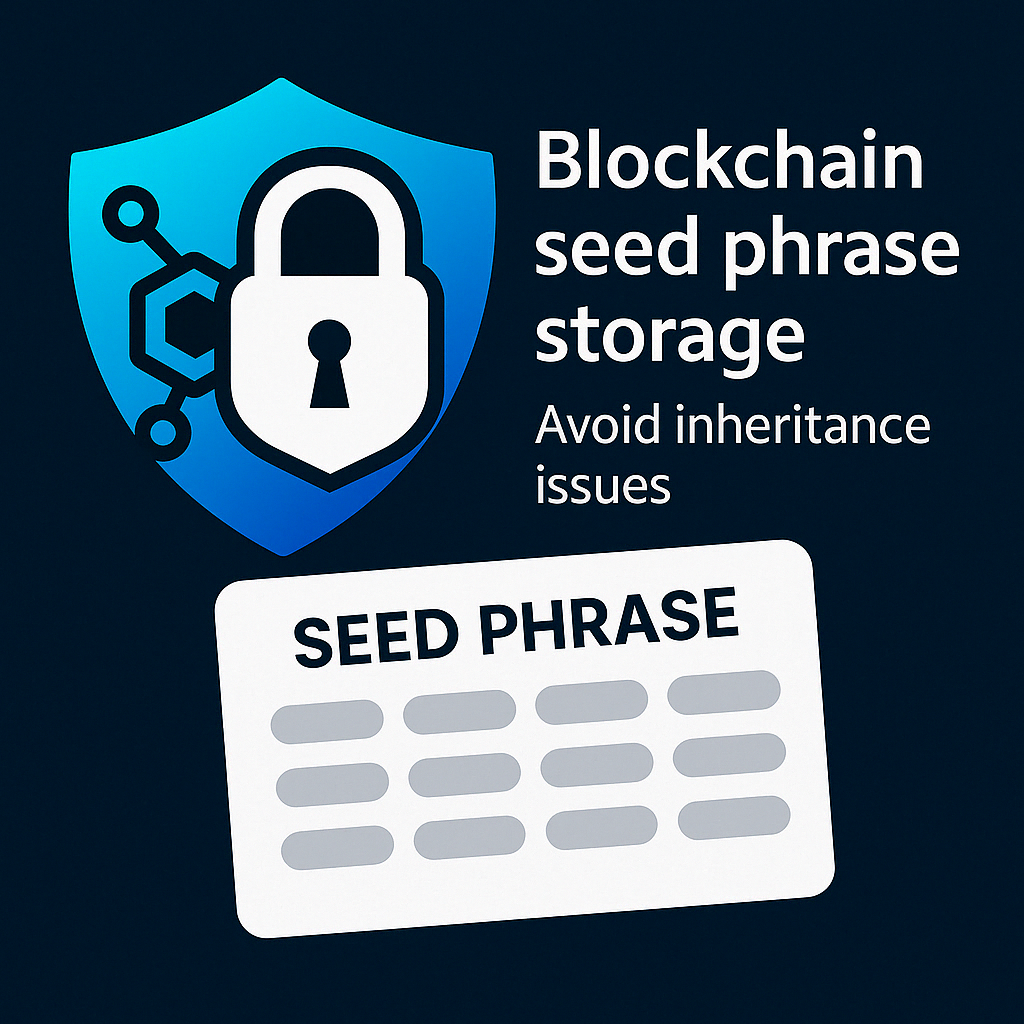 Blockchain
seed phrase
storage
Avoid inheritance
issues
SEED PHRASE